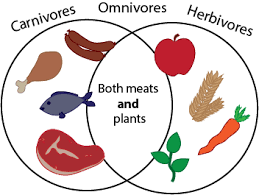 Carnivores
Omnivores
Herbivores
Both meats
and
plants